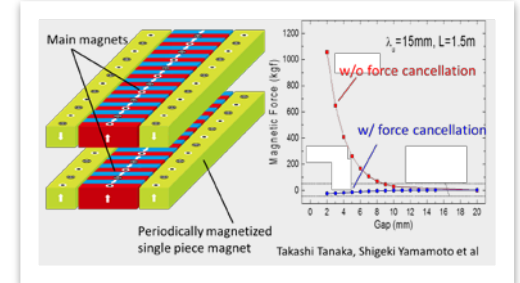 Main magnets
Periodically magnetized
single piece magnet
λu=15mm, L=1.5m
w/o force cancellation
w/ force cancellation
Magnetic Force (kgf)
1200
1000
800
600
400
200
0
0 2 4 6 8 10 12 14 16 18 20
Gap (mm)
Takashi Tanaka, Shigeki Yamamoto et al